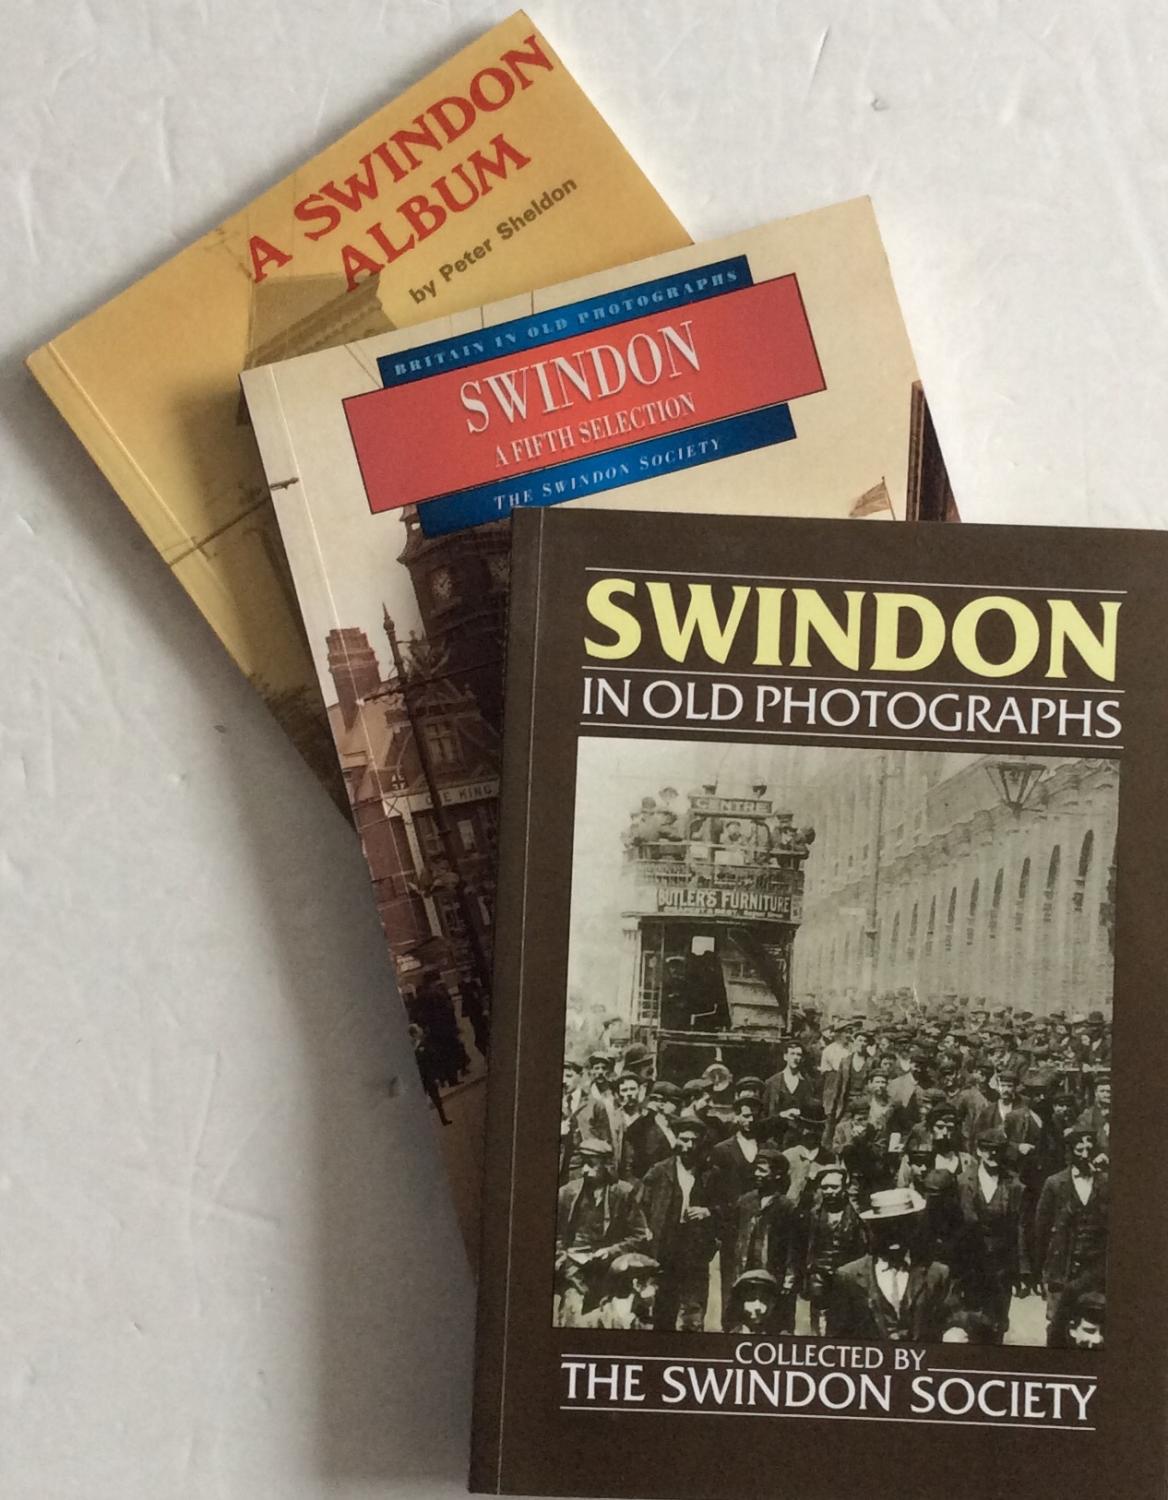 A SWINDON
ALBUM
by Peter Sheldon
BRITAIN IN OLD PHOTOGRAPHS
SWINDON
A FIFTH SELECTION
THE SWINDON SOCIETY
KING
SWINDON
IN OLD PHOTOGRAPHS
CENTRE
BUTLER'S FURNITURE
COLLECTED BY
THE SWINDON SOCIETY